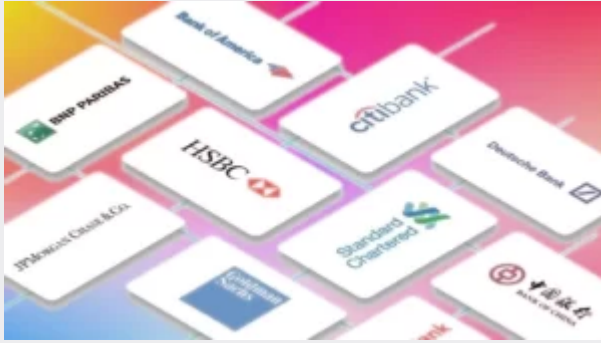 Bank of America
BNP PARIBAS
citibank
HSBC
Deutsche Bank
JPMORGAN CHASE & CO.
Standard
Chartered
Goldman
Sachs
中国银行
BANK OF CHINA